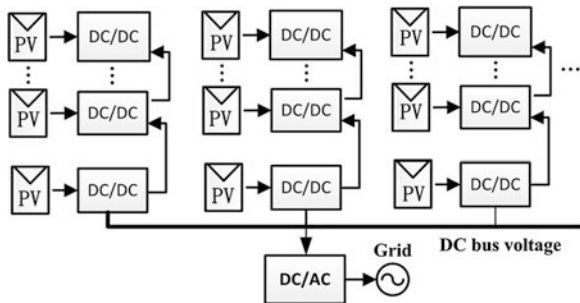 PV DC/DC PV DC/DC PV DC/DC
PV DC/DC PV DC/DC PV DC/DC
PV DC/DC PV DC/DC PV DC/DC
DC bus voltage
Grid
DC/AC